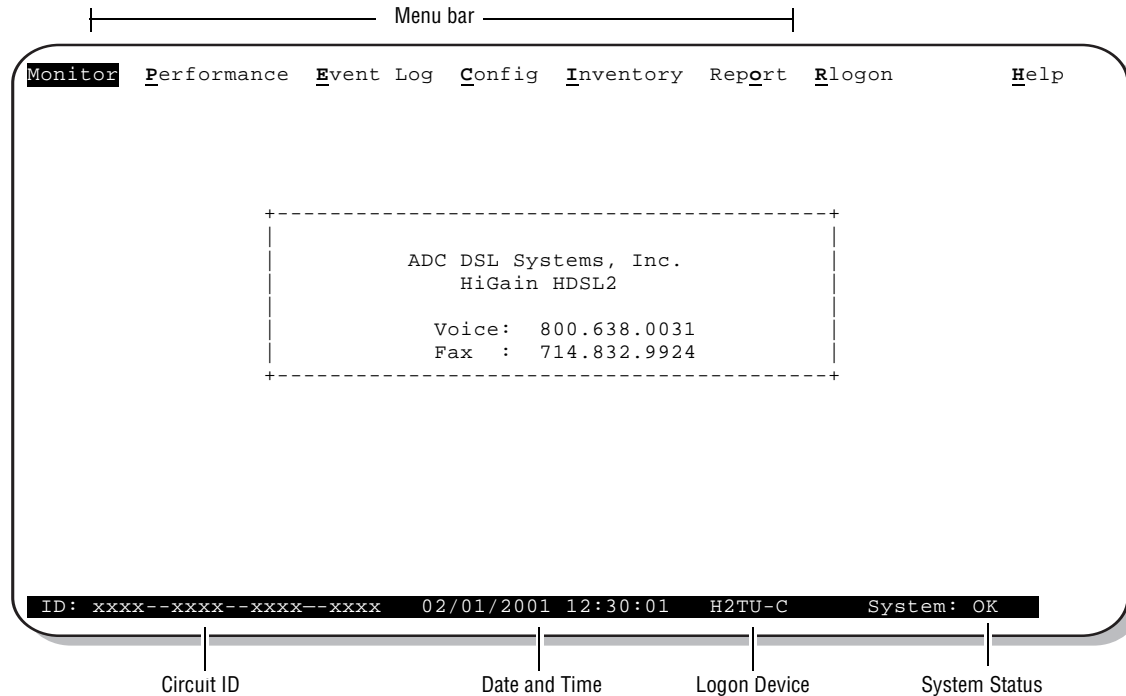 Menu bar
Monitor Performance Event Log Config Inventory Report Rlogon Help
ADC DSL Systems, Inc.
HiGain HDSL2
Voice: 800.638.0031
Fax : 714.832.9924
ID: xxxx--xxxx--xxxx--xxxx 02/01/2001 12:30:01 H2TU-C System: OK
Circuit ID Date and Time Logon Device System Status